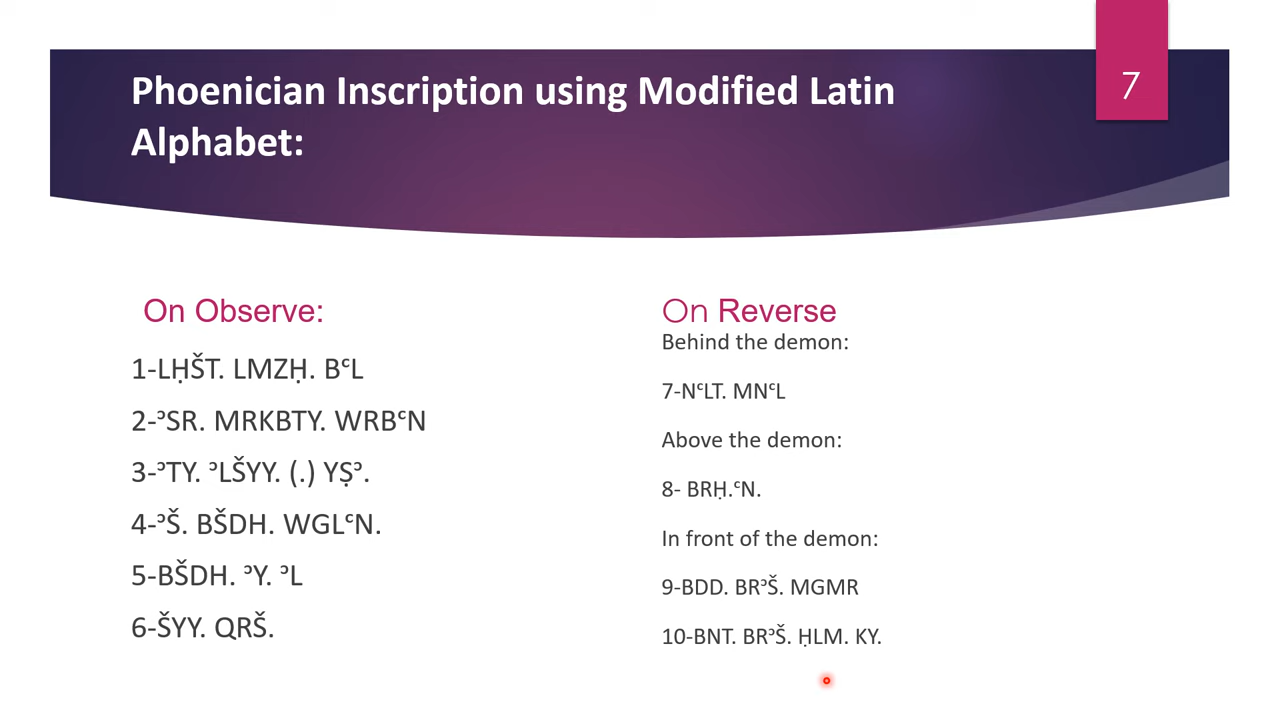 Phoenician Inscription using Modified Latin
Alphabet:
7
On Observe:
1-LḤŠT. LMZḤ. BᶜL
2-ᵓSR. MRKBTY. WRBᶜN
3-ᵓTY. ᵓLŠYY. (.) YṢᵓ.
4-ᵓŠ. BŠDH. WGLᶜN.
5-BŠDH. ᵓY. ᵓL
6-ŠYY. QRŠ.
On Reverse
Behind the demon:
7-NᶜLT. MNᶜL
Above the demon:
8- BRḤ.ᶜN.
In front of the demon:
9-BDD. BRᵓŠ. MGMR
10-BNT. BRᵓŠ. ḤLM. KY.